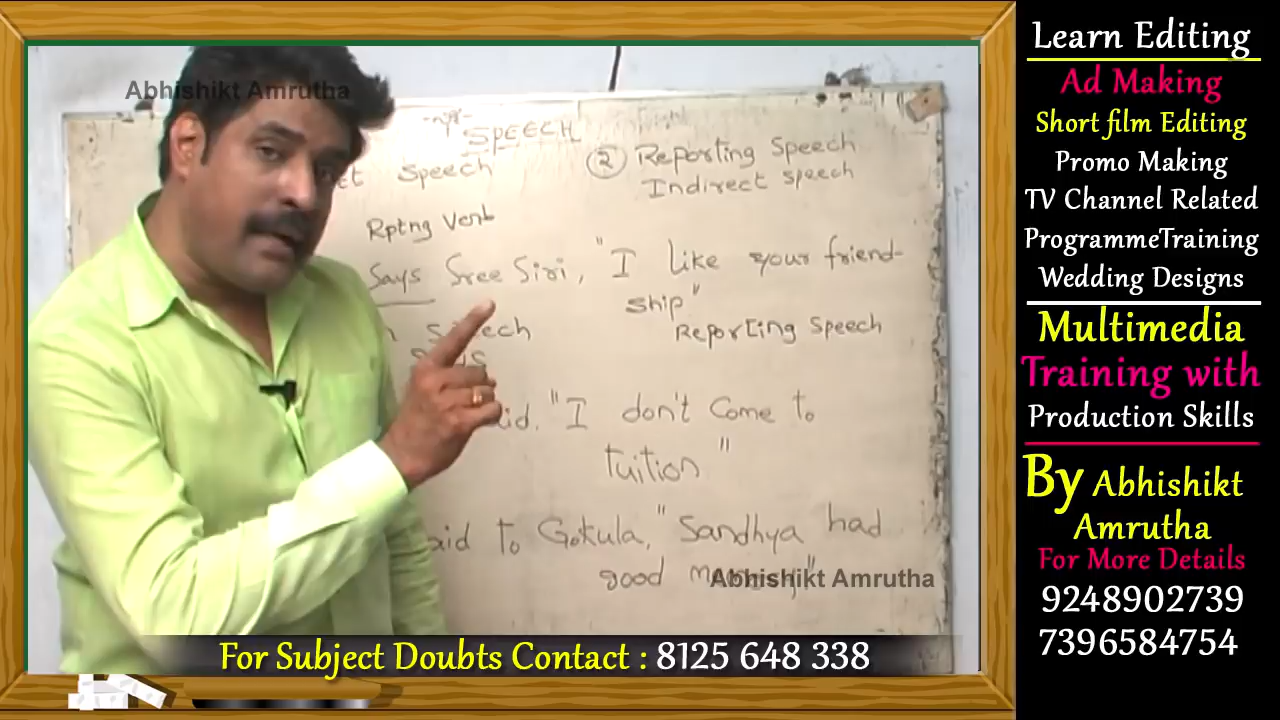 Abhishikt Amrutha
SPEECH
Speech
② Reporting Speech
Indirect speech
Rptng Verb
Says Sree Siri, "I like your friend-
ship"
speech
Reporting Speech
"I don't come to
tuition"
said to Gokula, "Sandhya had
good
Abhishikt Amrutha
For Subject Doubts Contact : 8125 648 338
Learn Editing
Ad Making
Short film Editing
Promo Making
TV Channel Related
ProgrammeTraining
Wedding Designs
Multimedia
Training with
Production Skills
By Abhishikt
Amrutha
For More Details
9248902739
7396584754